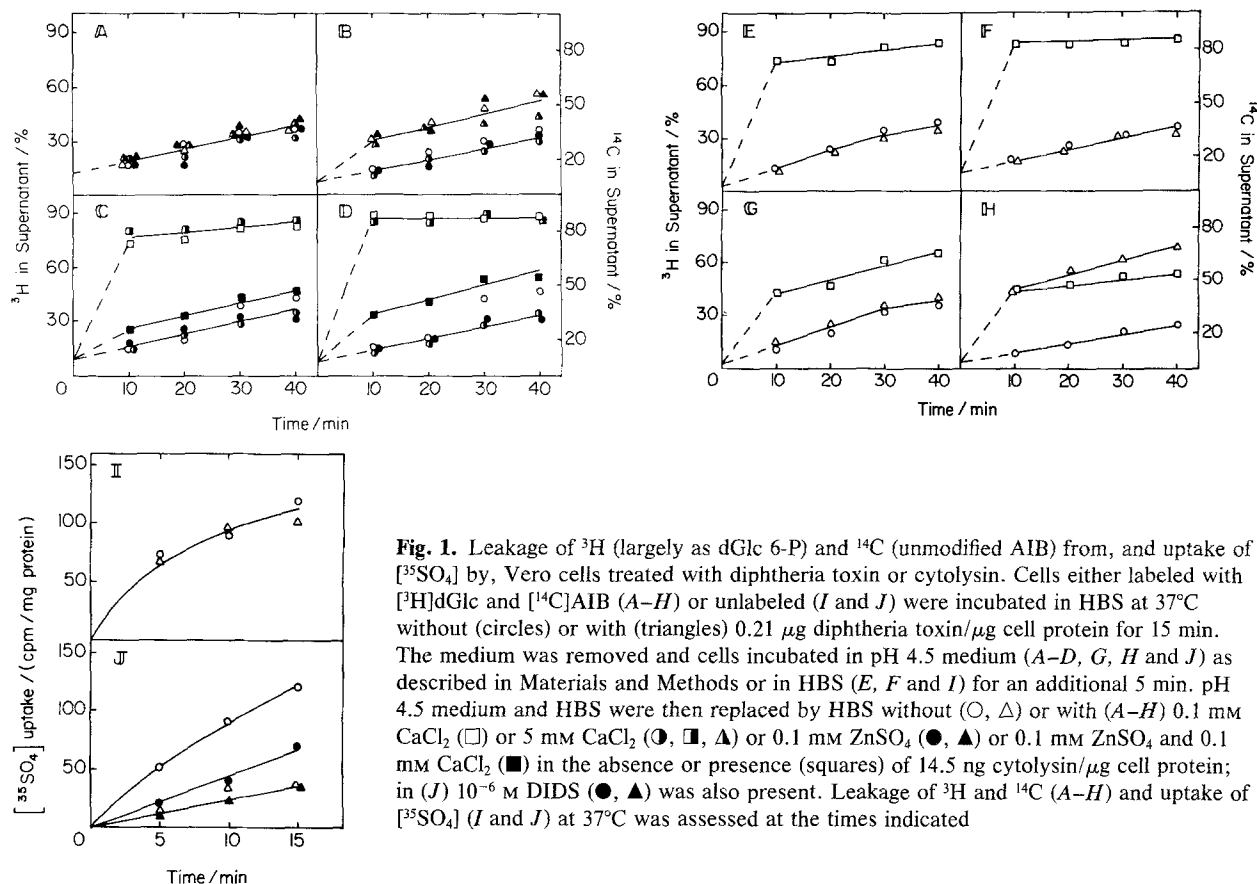 A
B
90
60
30
³H in Supernatant / %
80
50
20
¹⁴C in Supernatant / %
C
D
90
60
30
80
50
20
0 10 20 30 40 10 20 30 40
Time / min
E
F
90
60
30
³H in Supernatant / %
80
50
20
¹⁴C in Supernatant / %
G
H
90
60
30
80
50
20
0 10 20 30 40 10 20 30 40
Time / min
I
150
100
50
[³⁵SO₄] uptake / (cpm / mg protein)
J
150
100
50
0 5 10 15
Time / min
Fig. 1. Leakage of ³H (largely as dGlc 6-P) and ¹⁴C (unmodified AIB) from, and uptake of
[³⁵SO₄] by, Vero cells treated with diphtheria toxin or cytolysin. Cells either labeled with
[³H]dGlc and [¹⁴C]AIB (A–H) or unlabeled (I and J) were incubated in HBS at 37°C
without (circles) or with (triangles) 0.21 μg diphtheria toxin/μg cell protein for 15 min.
The medium was removed and cells incubated in pH 4.5 medium (A–D, G, H and J) as
described in Materials and Methods or in HBS (E, F and I) for an additional 5 min. pH
4.5 medium and HBS were then replaced by HBS without (○, △) or with (A–H) 0.1 mM
CaCl₂ (□) or 5 mM CaCl₂ (◑, ◨, ◮) or 0.1 mM ZnSO₄ (●, ▲) or 0.1 mM ZnSO₄ and 0.1
mM CaCl₂ (■) in the absence or presence (squares) of 14.5 ng cytolysin/μg cell protein;
in (J) 10⁻⁶ M DIDS (●, ▲) was also present. Leakage of ³H and ¹⁴C (A–H) and uptake of
[³⁵SO₄] (I and J) at 37°C was assessed at the times indicated